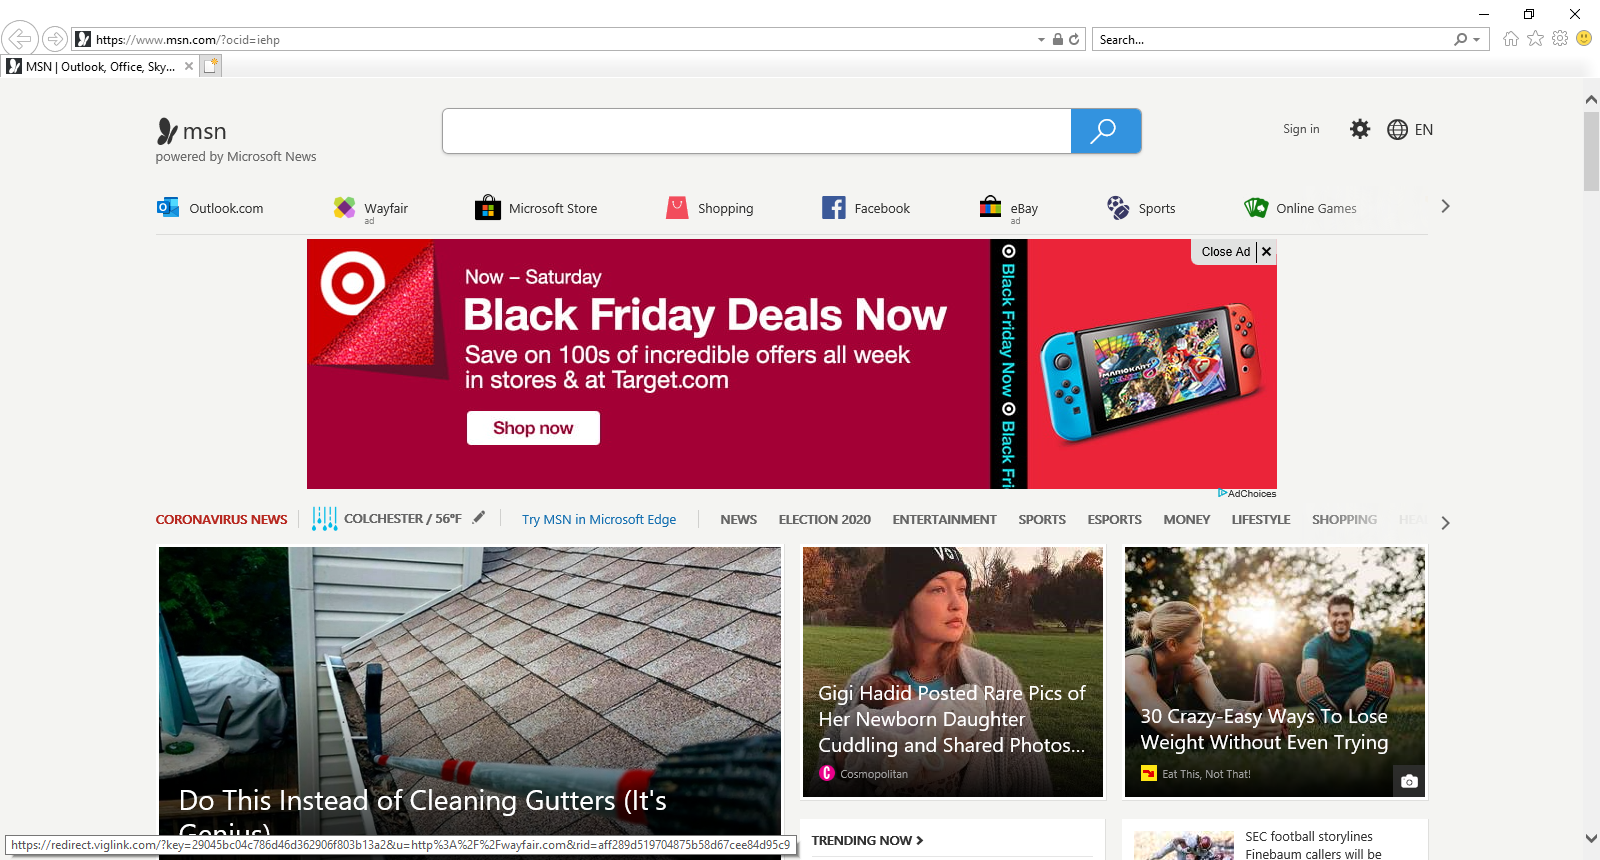 https://www.msn.com/?ocid=iehp
Search...
MSN | Outlook, Office, Sky...
msn
powered by Microsoft News
Sign in
EN
Outlook.com
Wayfair
ad
Microsoft Store
Shopping
Facebook
eBay
ad
Sports
Online Games
Close Ad
Now – Saturday
Black Friday Deals Now
Save on 100s of incredible offers all week
in stores & at Target.com
Shop now
Black Friday Now
Black Fri
MARIOKART
DELUXE 8
AdChoices
CORONAVIRUS NEWS
COLCHESTER / 56°F
Try MSN in Microsoft Edge
NEWS
ELECTION 2020
ENTERTAINMENT
SPORTS
ESPORTS
MONEY
LIFESTYLE
SHOPPING
Do This Instead of Cleaning Gutters (It's
Genius)
Gigi Hadid Posted Rare Pics of
Her Newborn Daughter
Cuddling and Shared Photos...
Cosmopolitan
30 Crazy-Easy Ways To Lose
Weight Without Even Trying
Eat This, Not That!
TRENDING NOW
SEC football storylines
Finebaum callers will be
https://redirect.viglink.com/?key=29045bc04c786d46d362906f803b13a2&u=http%3A%2F%2Fwayfair.com&rid=aff289d519704875b58d67cee84d95c9